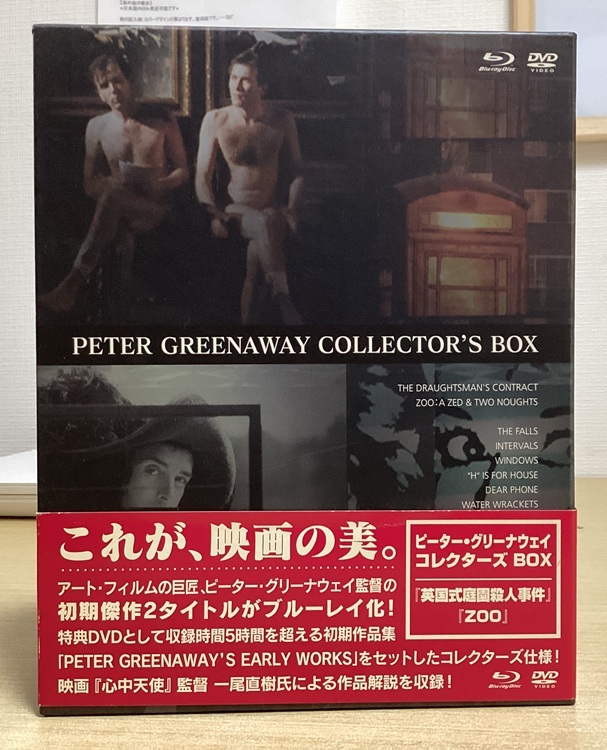 Blu-ray Disc DVD VIDEO
PETER GREENAWAY COLLECTOR'S BOX
THE DRAUGHTSMAN'S CONTRACT
ZOO:A ZED & TWO NOUGHTS
THE FALLS
INTERVALS
WINDOWS
"H" IS FOR HOUSE
DEAR PHONE
WATER WRACKETS
これが、映画の美。
アート・フィルムの巨匠、ピーター・グリーナウェイ監督の
初期傑作2タイトルがブルーレイ化!
特典DVDとして収録時間5時間を超える初期作品集
「PETER GREENAWAY'S EARLY WORKS」をセットしたコレクターズ仕様!
映画『心中天使』監督 一尾直樹氏による作品解説を収録!
ピーター・グリーナウェイ
コレクターズ BOX
『英国式庭園殺人事件』
『ZOO』
Blu-ray Disc DVD VIDEO